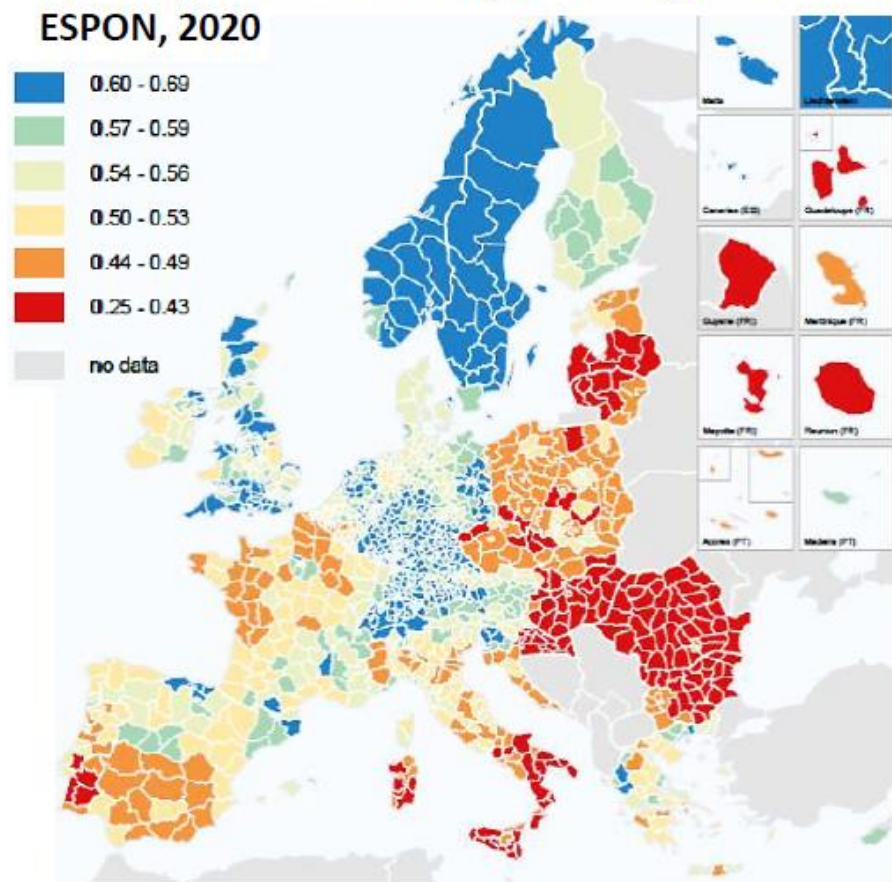 ESPON, 2020
0.60 - 0.69
0.57 - 0.59
0.54 - 0.56
0.50 - 0.53
0.44 - 0.49
0.25 - 0.43
no data
Malta
Liechtenstein
Canarias (ES)
Guadeloupe (FR)
Guyane (FR)
Martinique (FR)
Mayotte (FR)
Reunion (FR)
Açores (PT)
Madeira (PT)